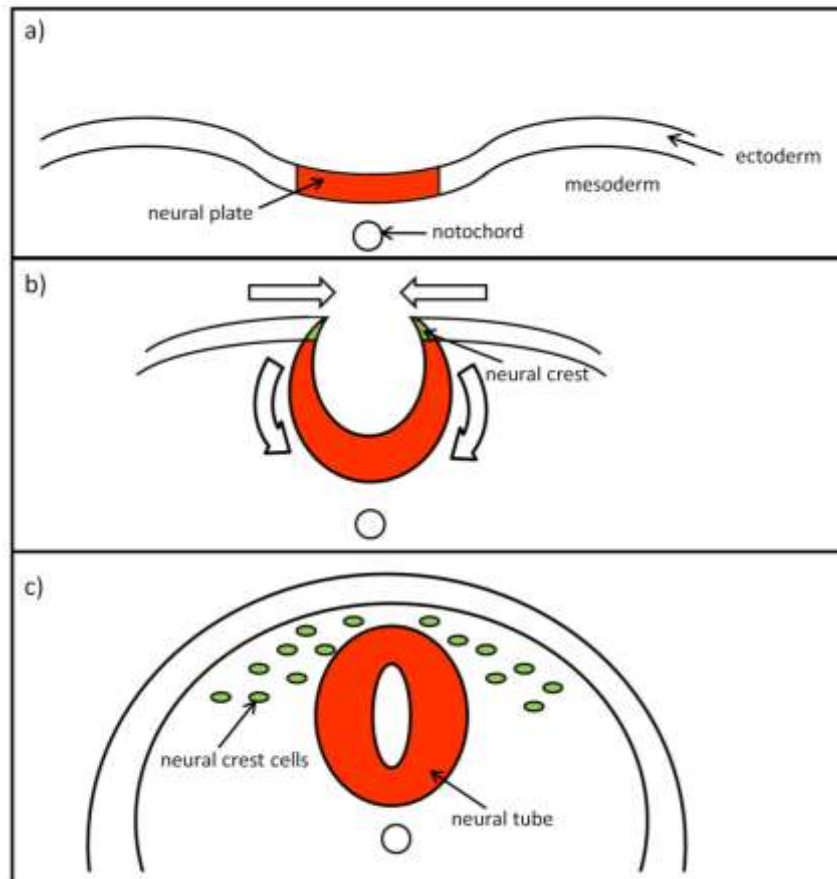 a)
ectoderm
mesoderm
neural plate
notochord
b)
neural crest
c)
neural crest cells
neural tube